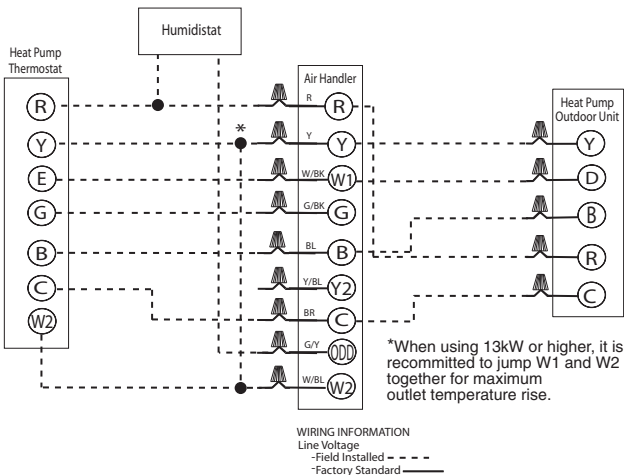 Humidistat
Heat Pump
Thermostat
R
Y
E
G
B
C
W2
*
Air Handler
R
R
Y
Y
W/BK
W1
G/BK
G
BL
B
Y/BL
Y2
BR
C
G/Y
ODD
W/BL
W2
Heat Pump
Outdoor Unit
Y
D
B
R
C
*When using 13kW or higher, it is
recommitted to jump W1 and W2
together for maximum
outlet temperature rise.
WIRING INFORMATION
Line Voltage
-Field Installed
-Factory Standard